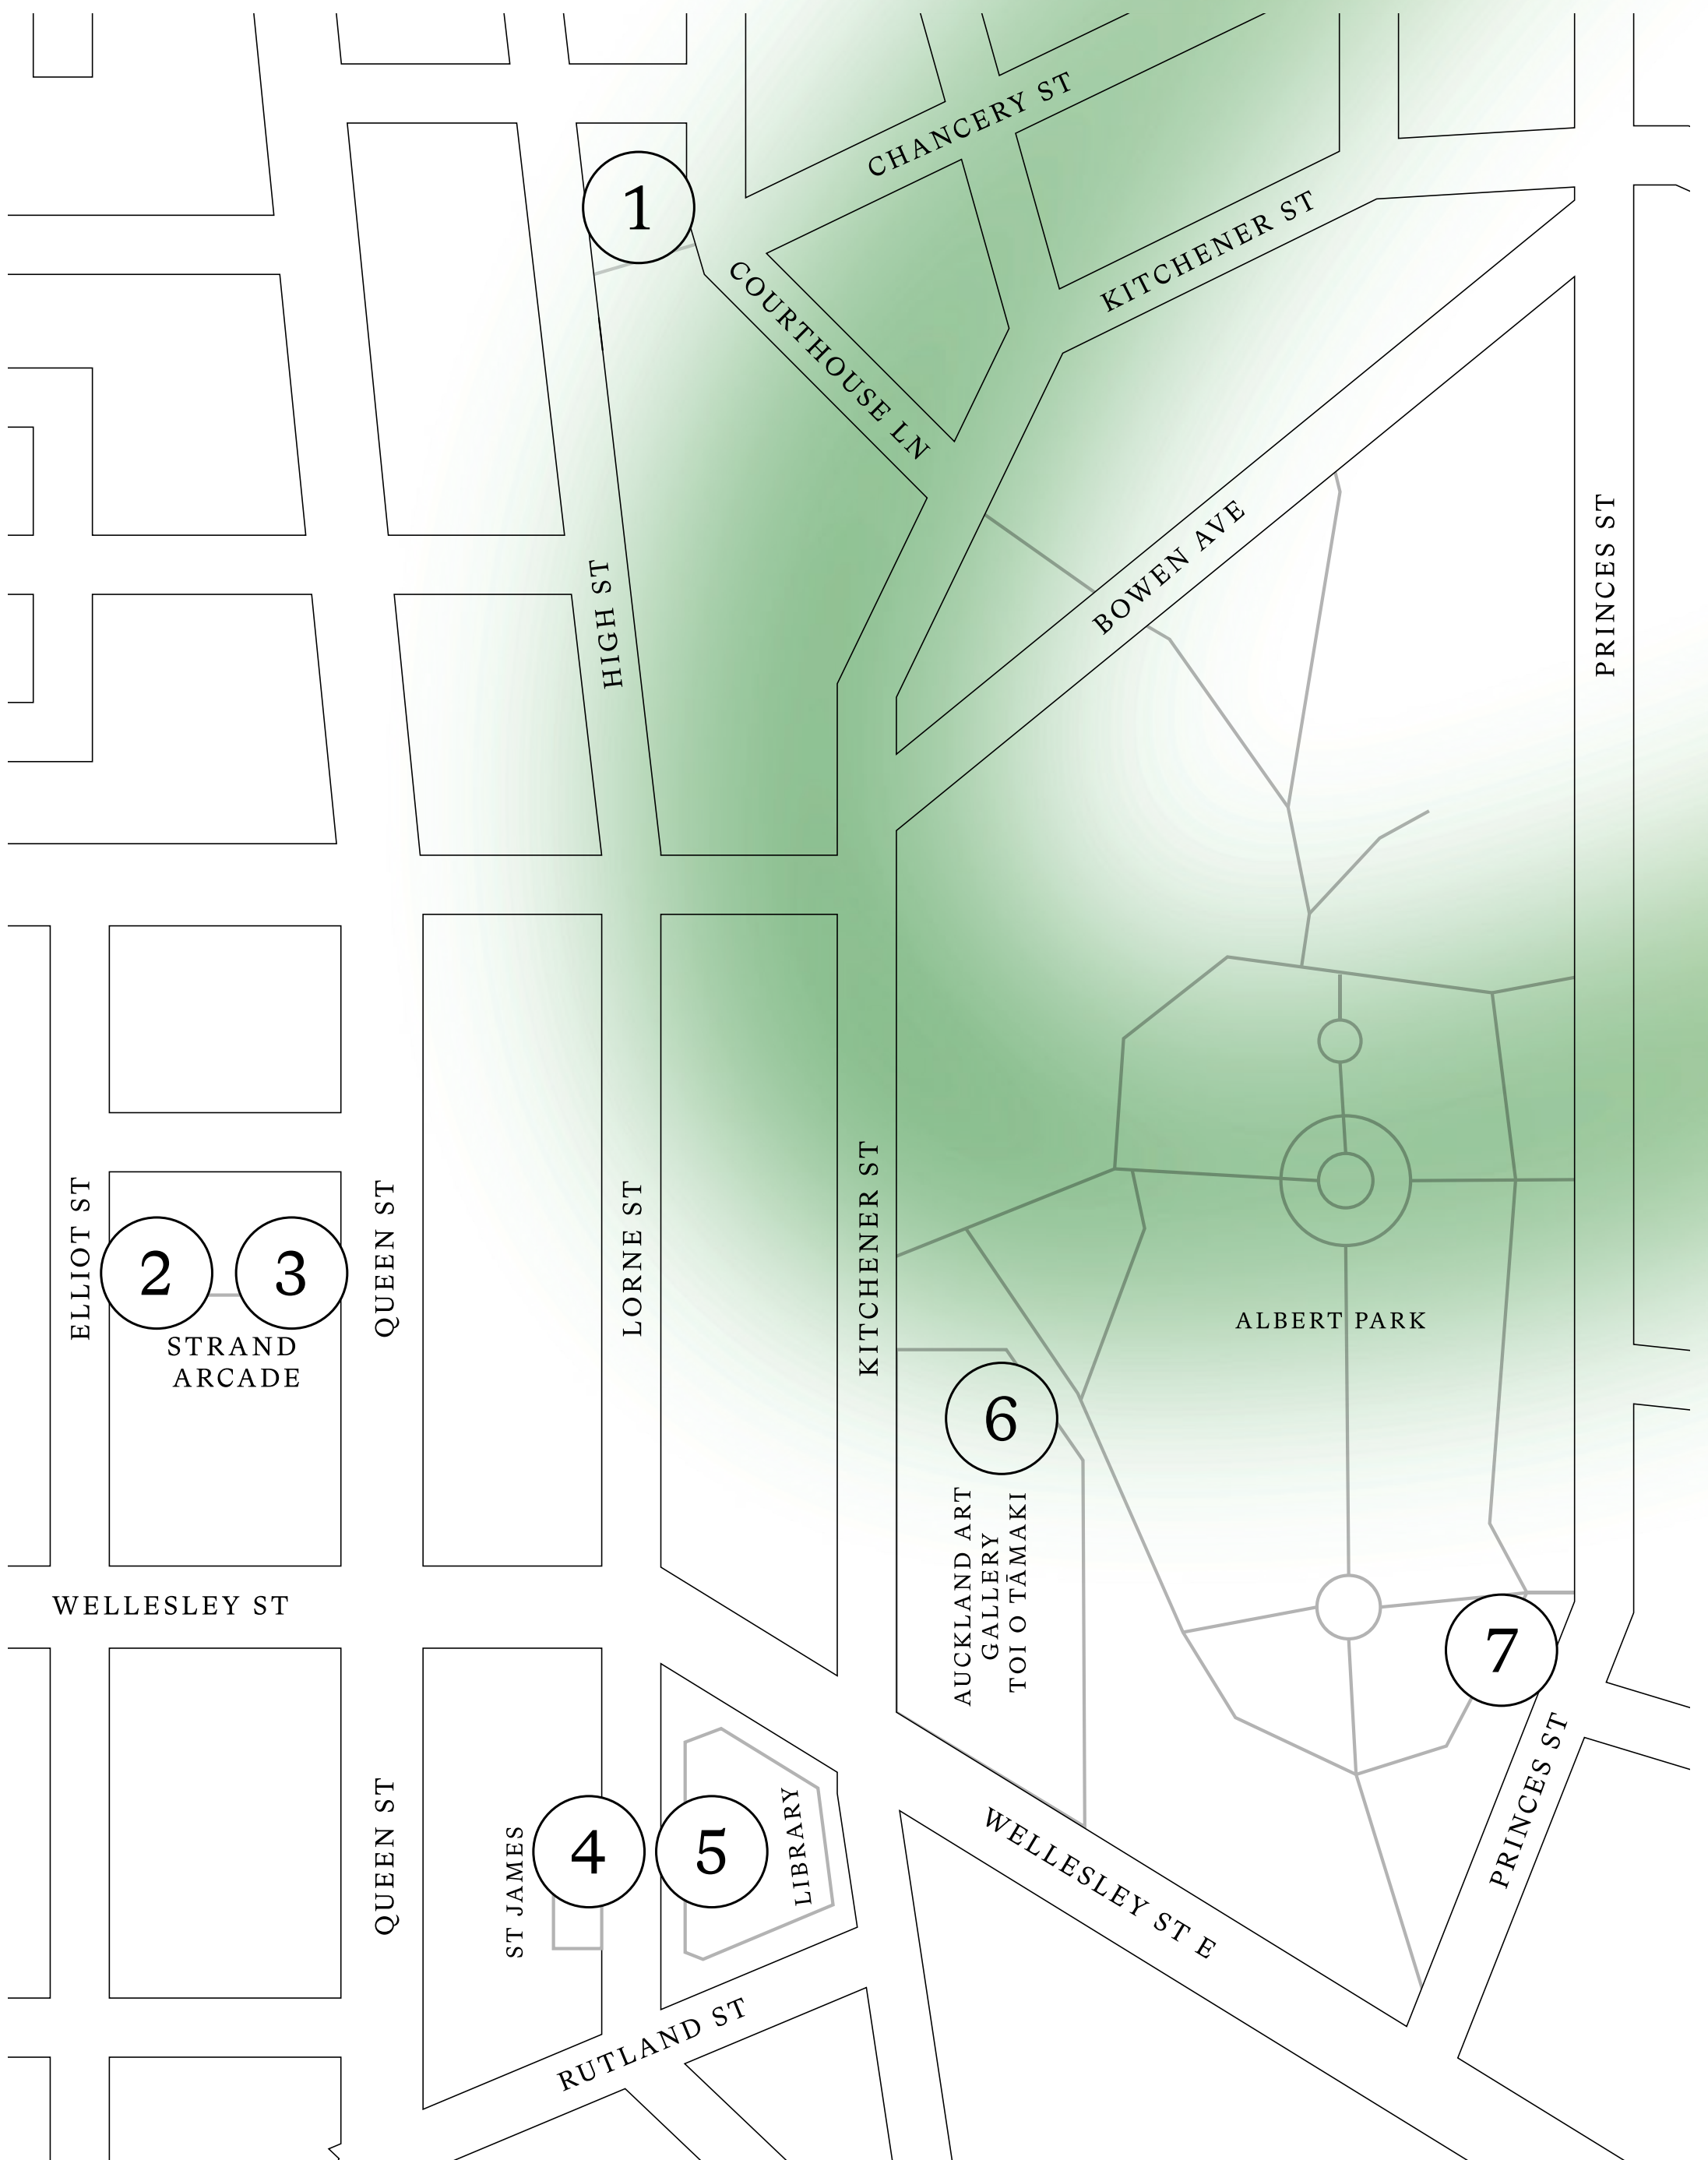 CHANCERY ST
1
KITCHENER ST
COURTHOUSE LN
BOWEN AVE
PRINCES ST
HIGH ST
ELLIOT ST
2
3
STRAND
ARCADE
QUEEN ST
LORNE ST
KITCHENER ST
ALBERT PARK
6
AUCKLAND ART
GALLERY
TOI O TĀMAKI
WELLESLEY ST
7
PRINCES ST
QUEEN ST
ST JAMES
4
5
LIBRARY
WELLESLEY ST E
RUTLAND ST